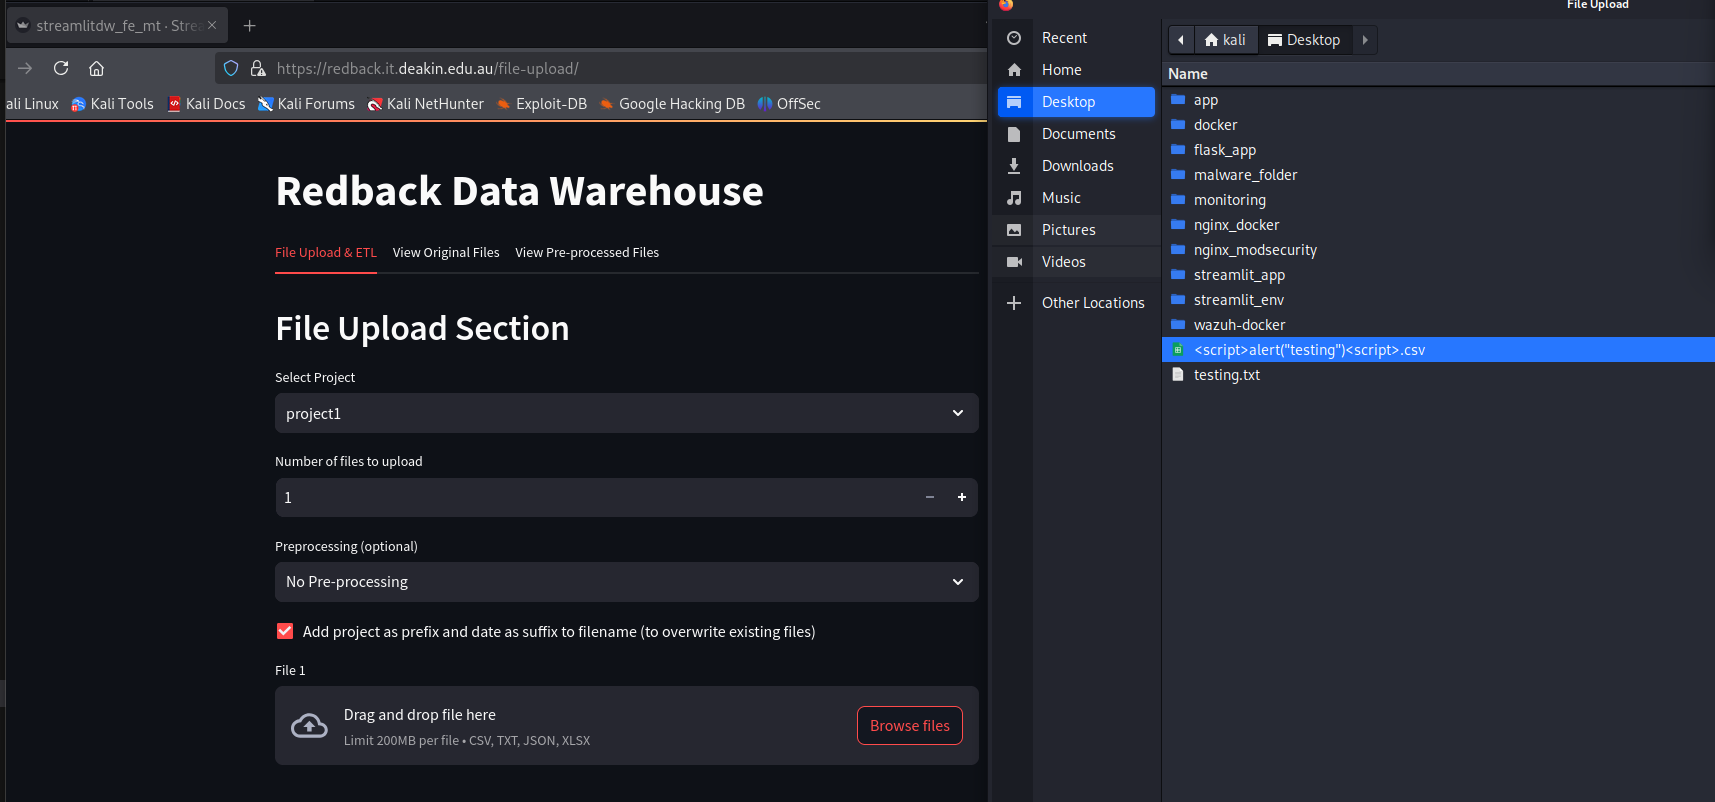 streamlitdw_fe_mt · Strea
https://redback.it.deakin.edu.au/file-upload/
ali Linux Kali Tools Kali Docs Kali Forums Kali NetHunter Exploit-DB Google Hacking DB OffSec
Redback Data Warehouse
File Upload & ETL View Original Files View Pre-processed Files
File Upload Section
Select Project
project1
Number of files to upload
1
Preprocessing (optional)
No Pre-processing
Add project as prefix and date as suffix to filename (to overwrite existing files)
File 1
Drag and drop file here
Limit 200MB per file • CSV, TXT, JSON, XLSX
Browse files
File Upload
Recent
Home
Desktop
Documents
Downloads
Music
Pictures
Videos
Other Locations
kali Desktop
Name
app
docker
flask_app
malware_folder
monitoring
nginx_docker
nginx_modsecurity
streamlit_app
streamlit_env
wazuh-docker
<script>alert("testing")<script>.csv
testing.txt